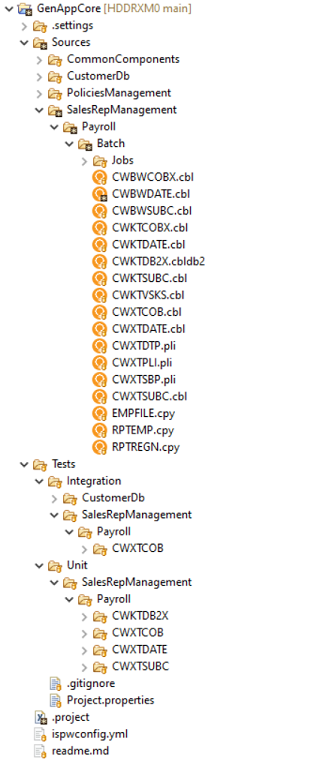 GenAppCore [HDDRXM0 main]
.settings
Sources
CommonComponents
CustomerDb
PoliciesManagement
SalesRepManagement
Payroll
Batch
Jobs
CWBWCOBX.cbl
CWBWDATE.cbl
CWBWSUBC.cbl
CWKTCOBX.cbl
CWKTDATE.cbl
CWKTDB2X.cbldb2
CWKTSUBC.cbl
CWKTVSKS.cbl
CWXTCOB.cbl
CWXTDATE.cbl
CWXTDTP.pli
CWXTPLI.pli
CWXTSBP.pli
CWXTSUBC.cbl
EMPFILE.cpy
RPTEMP.cpy
RPTREGN.cpy
Tests
Integration
CustomerDb
SalesRepManagement
Payroll
CWXTCOB
Unit
SalesRepManagement
Payroll
CWKTDB2X
CWXTCOB
CWXTDATE
CWXTSUBC
.gitignore
Project.properties
.project
ispwconfig.yml
readme.md